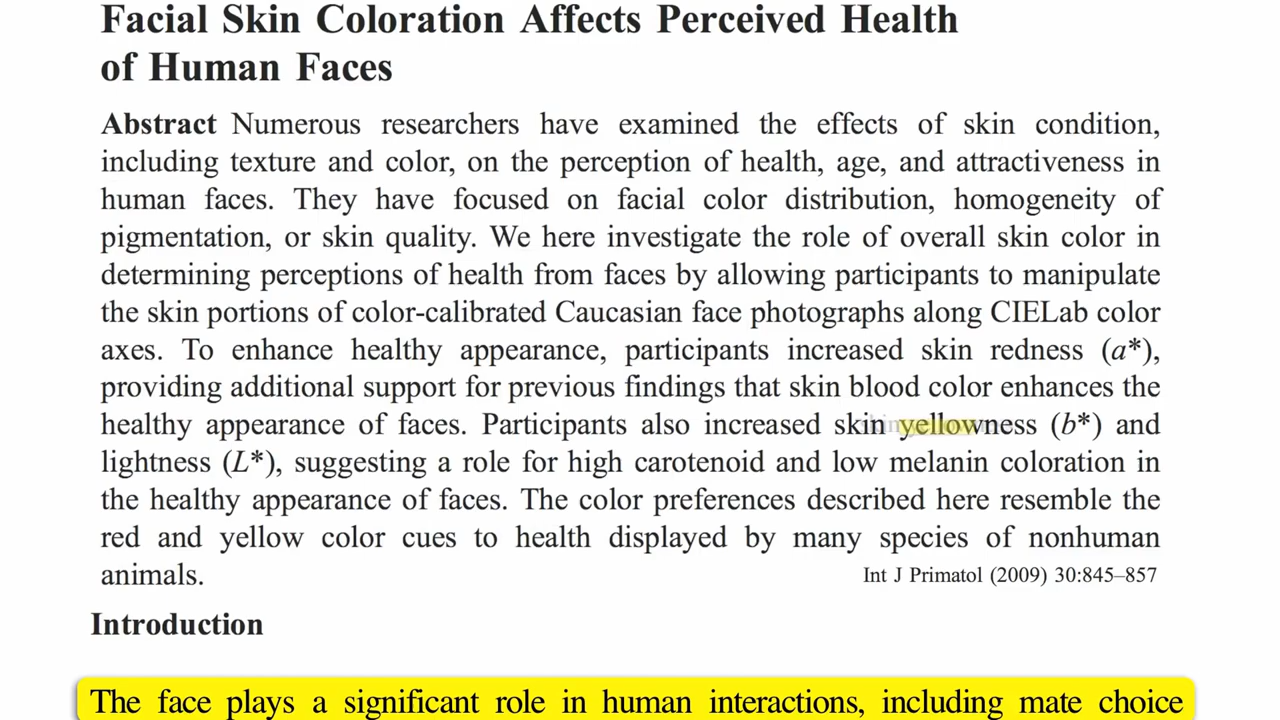 Facial Skin Coloration Affects Perceived Health
of Human Faces
Abstract Numerous researchers have examined the effects of skin condition,
including texture and color, on the perception of health, age, and attractiveness in
human faces. They have focused on facial color distribution, homogeneity of
pigmentation, or skin quality. We here investigate the role of overall skin color in
determining perceptions of health from faces by allowing participants to manipulate
the skin portions of color-calibrated Caucasian face photographs along CIELab color
axes. To enhance healthy appearance, participants increased skin redness (a*),
providing additional support for previous findings that skin blood color enhances the
healthy appearance of faces. Participants also increased skin yellowness (b*) and
lightness (L*), suggesting a role for high carotenoid and low melanin coloration in
the healthy appearance of faces. The color preferences described here resemble the
red and yellow color cues to health displayed by many species of nonhuman
animals.
Int J Primatol (2009) 30:845–857
Introduction
The face plays a significant role in human interactions, including mate choice